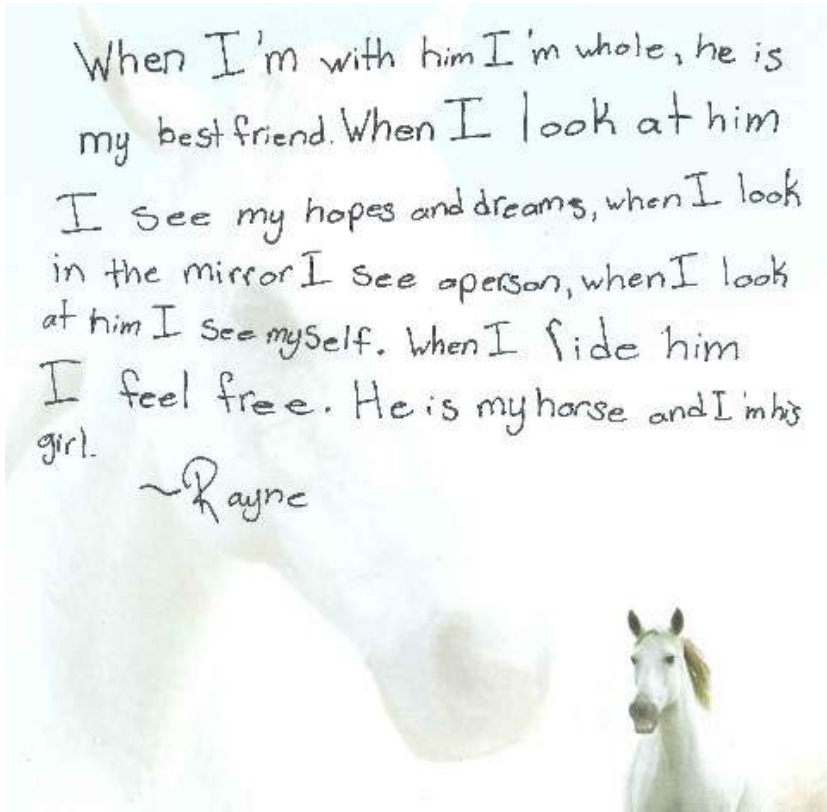 When I'm with him I'm whole, he is
my best friend. When I look at him
I see my hopes and dreams, when I look
in the mirror I see a person, when I look
at him I see myself. When I ride him
I feel free. He is my horse and I'm his
girl.
~Rayne